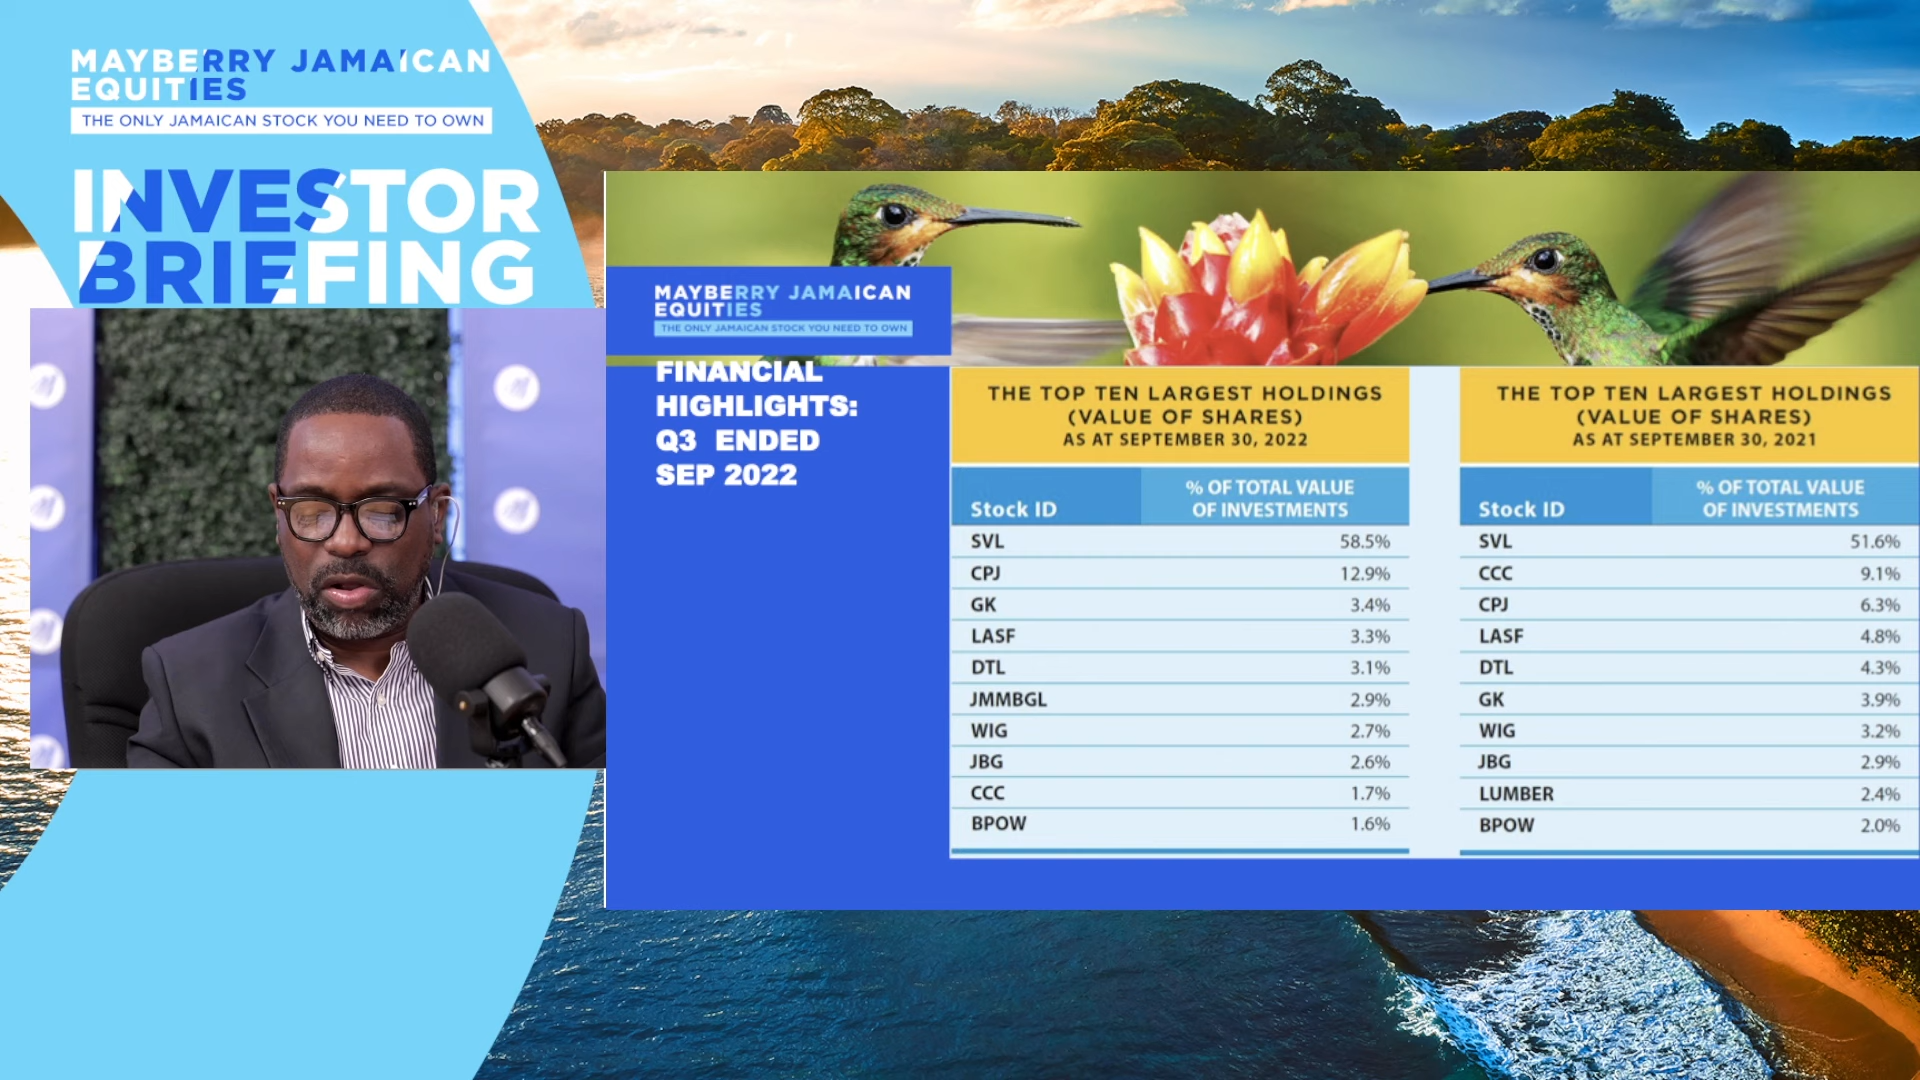 MAYBERRY JAMAICAN
EQUITIES
THE ONLY JAMAICAN STOCK YOU NEED TO OWN
INVESTOR
BRIEFING
MAYBERRY JAMAICAN
EQUITIES
THE ONLY JAMAICAN STOCK YOU NEED TO OWN
FINANCIAL
HIGHLIGHTS:
Q3 ENDED
SEP 2022
THE TOP TEN LARGEST HOLDINGS
(VALUE OF SHARES)
AS AT SEPTEMBER 30, 2022
Stock ID % OF TOTAL VALUE OF INVESTMENTS
SVL 58.5%
CPJ 12.9%
GK 3.4%
LASF 3.3%
DTL 3.1%
JMMBGL 2.9%
WIG 2.7%
JBG 2.6%
CCC 1.7%
BPOW 1.6%
THE TOP TEN LARGEST HOLDINGS
(VALUE OF SHARES)
AS AT SEPTEMBER 30, 2021
Stock ID % OF TOTAL VALUE OF INVESTMENTS
SVL 51.6%
CCC 9.1%
CPJ 6.3%
LASF 4.8%
DTL 4.3%
GK 3.9%
WIG 3.2%
JBG 2.9%
LUMBER 2.4%
BPOW 2.0%